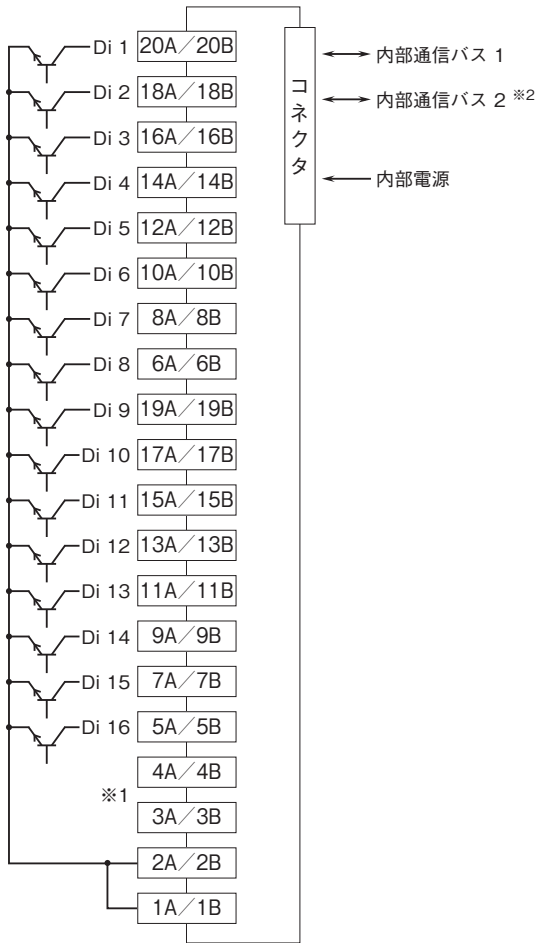 Di 1 20A／20B
Di 2 18A／18B
Di 3 16A／16B
Di 4 14A／14B
Di 5 12A／12B
Di 6 10A／10B
Di 7 8A／8B
Di 8 6A／6B
Di 9 19A／19B
Di 10 17A／17B
Di 11 15A／15B
Di 12 13A／13B
Di 13 11A／11B
Di 14 9A／9B
Di 15 7A／7B
Di 16 5A／5B
4A／4B
※1
3A／3B
2A／2B
1A／1B
コネクタ
内部通信バス 1
内部通信バス 2 ※2
内部電源